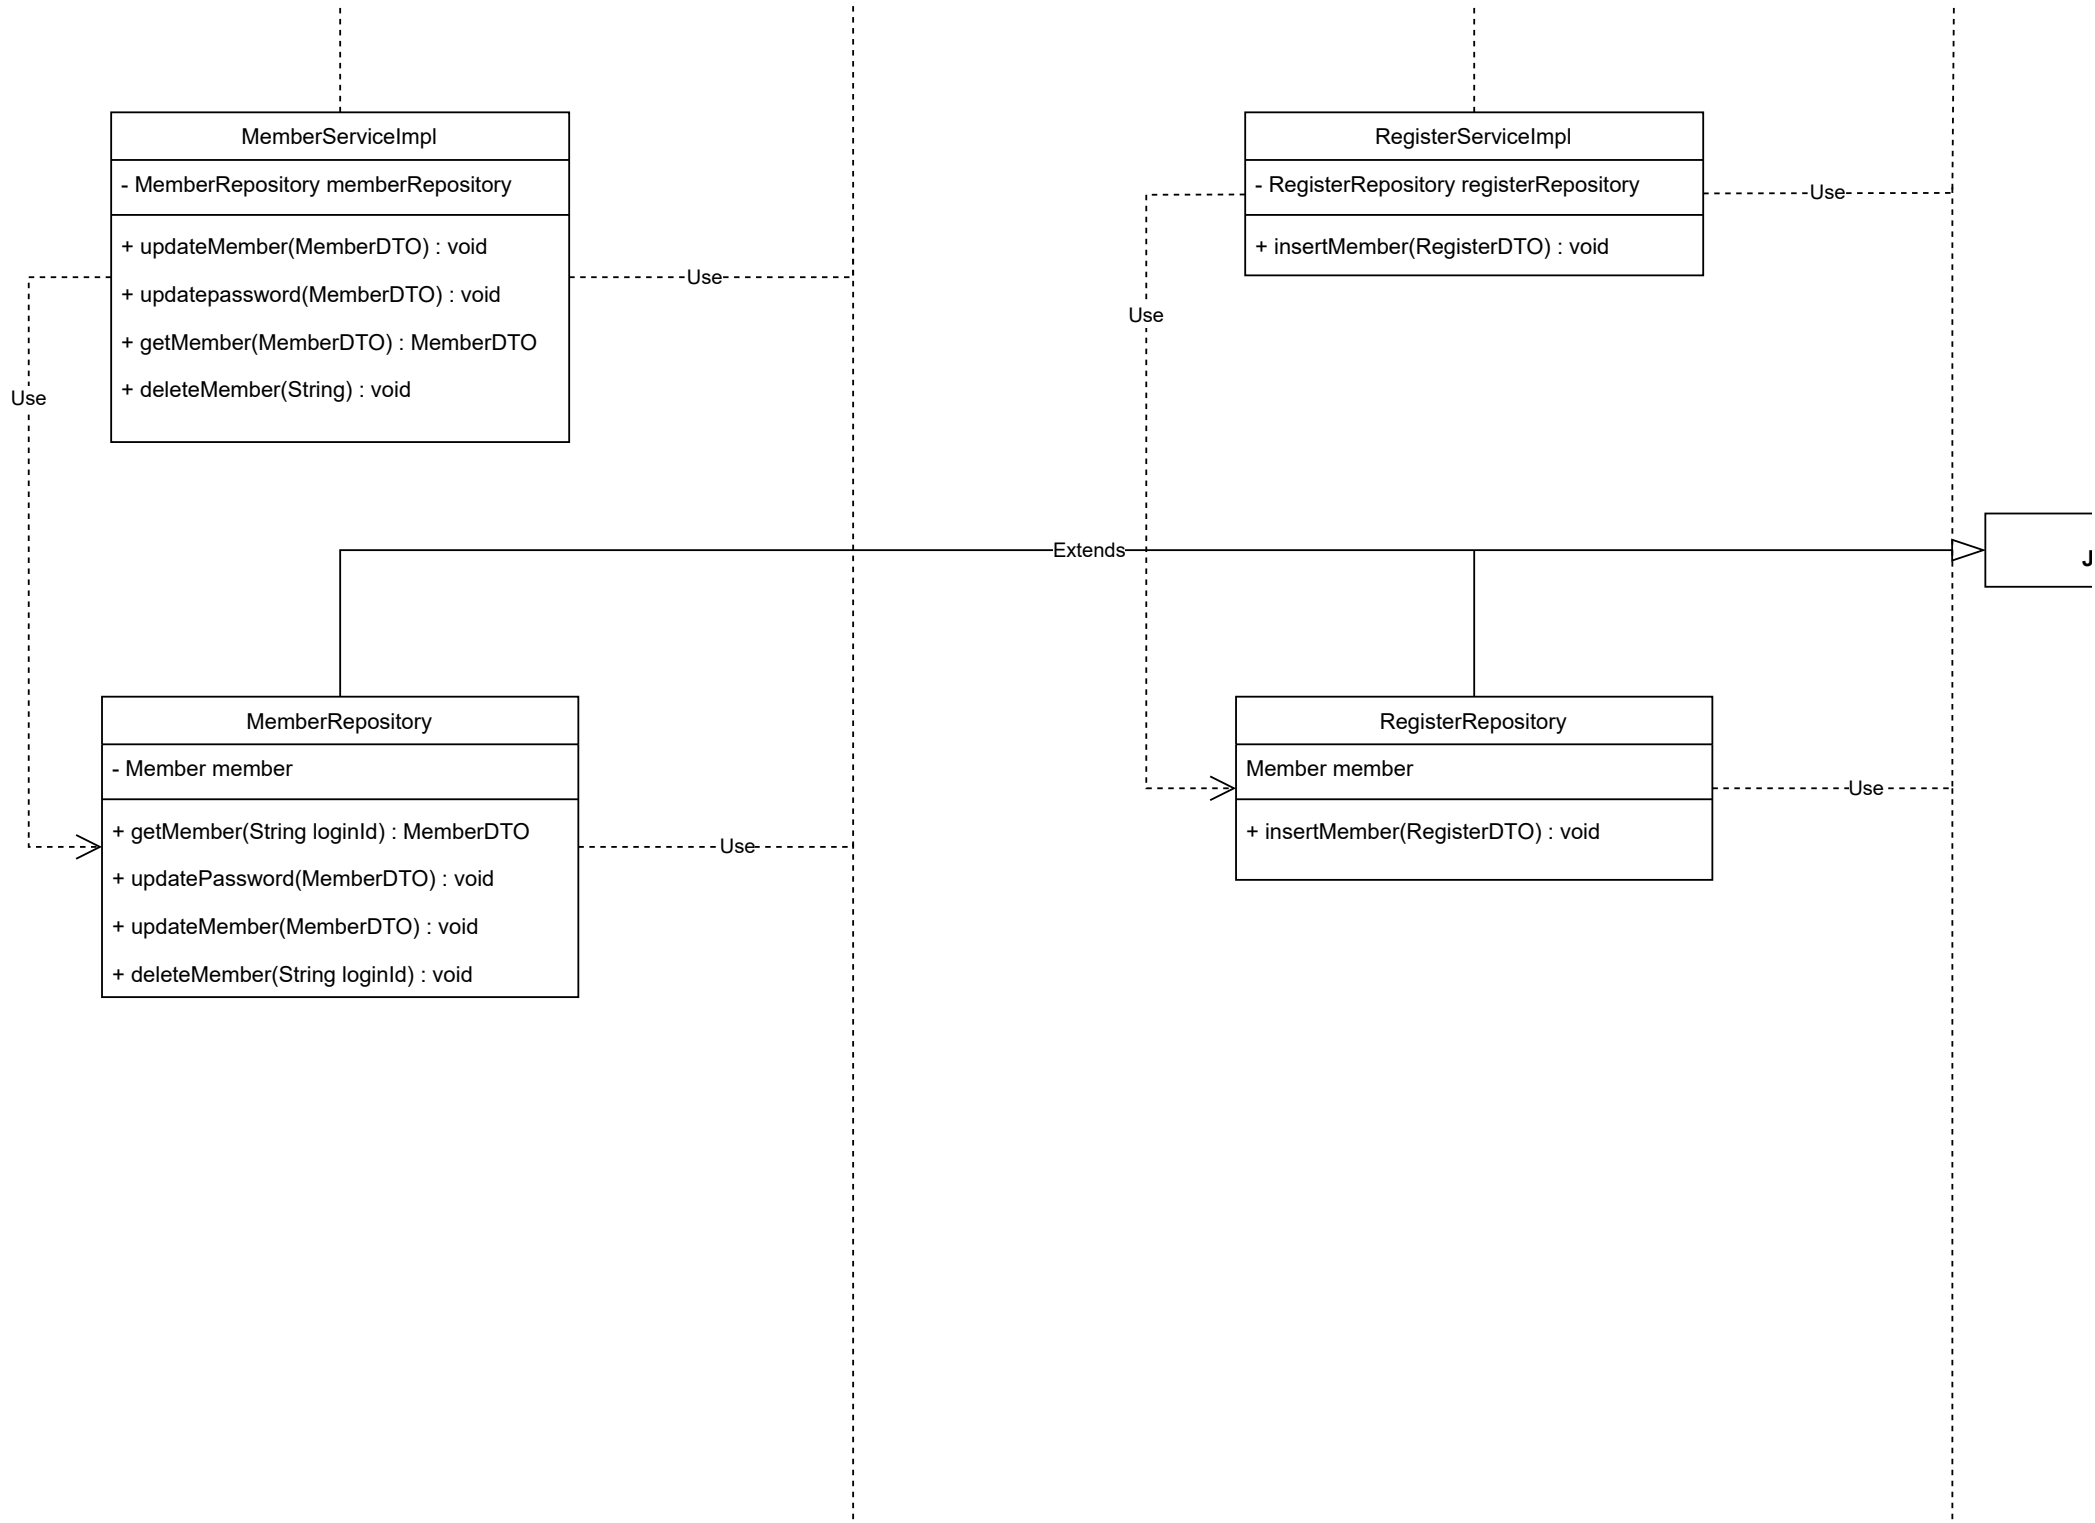 MemberServiceImpl
- MemberRepository memberRepository
+ updateMember(MemberDTO) : void
+ updatepassword(MemberDTO) : void
+ getMember(MemberDTO) : MemberDTO
+ deleteMember(String) : void
Use
Use
RegisterServiceImpl
- RegisterRepository registerRepository
+ insertMember(RegisterDTO) : void
Use
Use
Extends
J
MemberRepository
- Member member
+ getMember(String loginId) : MemberDTO
+ updatePassword(MemberDTO) : void
+ updateMember(MemberDTO) : void
+ deleteMember(String loginId) : void
Use
RegisterRepository
Member member
+ insertMember(RegisterDTO) : void
Use